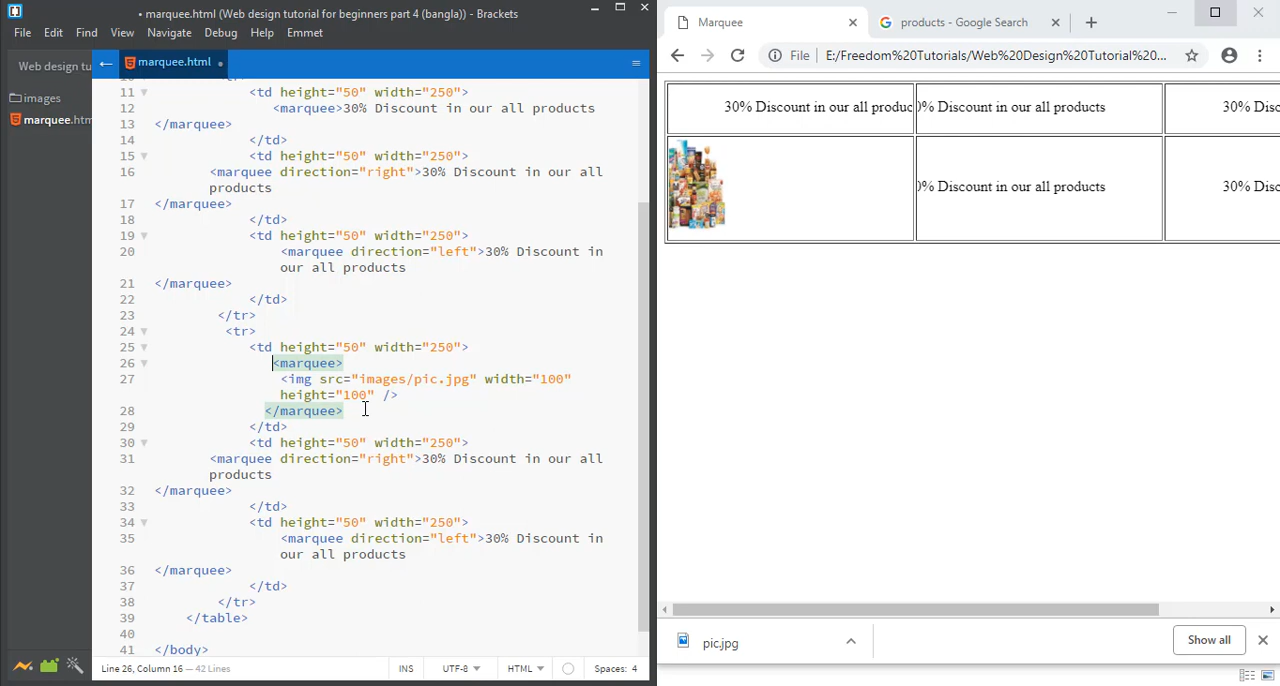 • marquee.html (Web design tutorial for beginners part 4 (bangla)) - Brackets
File Edit Find View Navigate Debug Help Emmet
Web design tu
images
marquee.htm
marquee.html •
11 <td height="50" width="250">
12 <marquee>30% Discount in our all products
13 </marquee>
14 </td>
15 <td height="50" width="250">
16 <marquee direction="right">30% Discount in our all
products
17 </marquee>
18 </td>
19 <td height="50" width="250">
20 <marquee direction="left">30% Discount in
our all products
21 </marquee>
22 </td>
23 </tr>
24 <tr>
25 <td height="50" width="250">
26 <marquee>
27 <img src="images/pic.jpg" width="100"
height="100" />
28 </marquee>
29 </td>
30 <td height="50" width="250">
31 <marquee direction="right">30% Discount in our all
products
32 </marquee>
33 </td>
34 <td height="50" width="250">
35 <marquee direction="left">30% Discount in
our all products
36 </marquee>
37 </td>
38 </tr>
39 </table>
40
41 </body>
Line 26, Column 16 — 42 Lines INS UTF-8 HTML Spaces: 4
Marquee
products - Google Search
File E:/Freedom%20Tutorials/Web%20Design%20Tutorial%20...
30% Discount in our all produc 0% Discount in our all products 30% Disco
0% Discount in our all products 30% Disco
pic.jpg
Show all